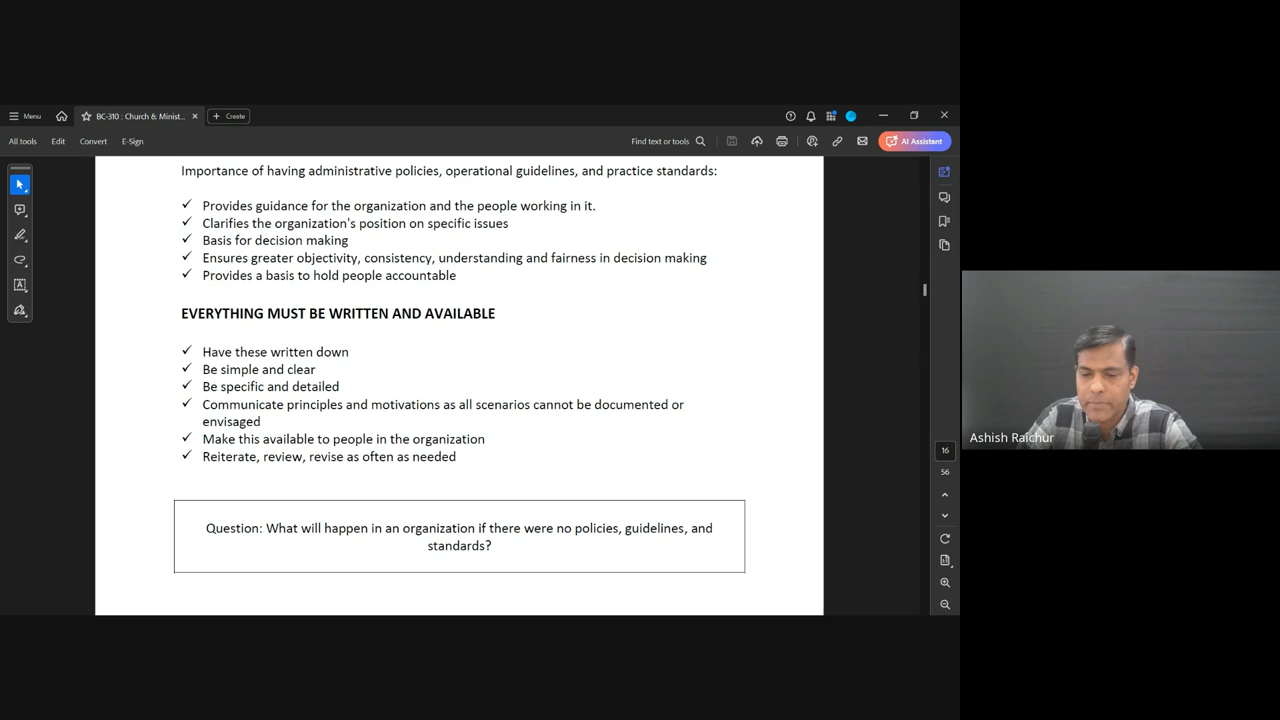 Menu
BC-310 : Church & Minist...
Create
All tools
Edit
Convert
E-Sign
Find text or tools
AI Assistant
Importance of having administrative policies, operational guidelines, and practice standards:
✓ Provides guidance for the organization and the people working in it.
✓ Clarifies the organization's position on specific issues
✓ Basis for decision making
✓ Ensures greater objectivity, consistency, understanding and fairness in decision making
✓ Provides a basis to hold people accountable
EVERYTHING MUST BE WRITTEN AND AVAILABLE
✓ Have these written down
✓ Be simple and clear
✓ Be specific and detailed
✓ Communicate principles and motivations as all scenarios cannot be documented or
envisaged
✓ Make this available to people in the organization
✓ Reiterate, review, revise as often as needed
Question: What will happen in an organization if there were no policies, guidelines, and
standards?
16
56
Ashish Raichur